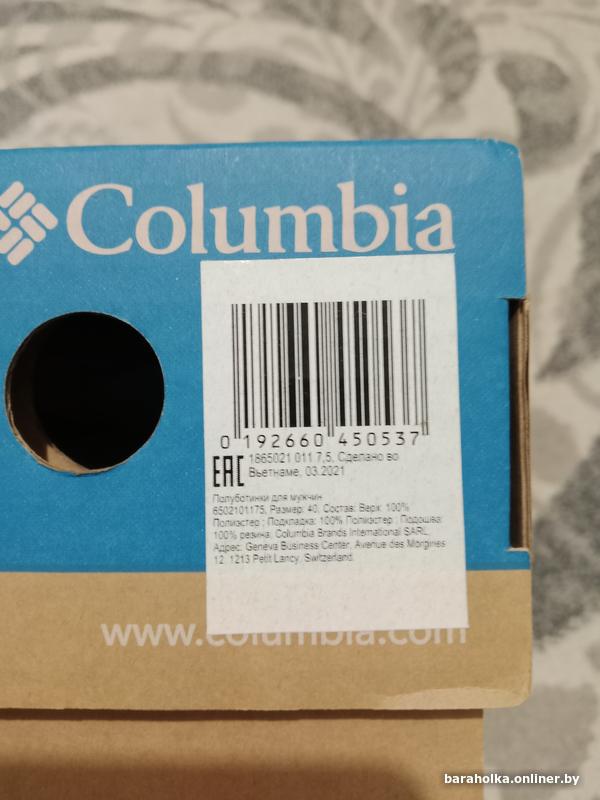 Columbia
0 192660 450537
EAC 1865021 011 7,5, Сделано во
Вьетнаме, 03.2021
Полуботинки для мужчин
6502101175, Размер: 40, Состав: Верх: 100%
Полиэстер ; Подкладка: 100% Полиэстер ; Подошва:
100% резина. Columbia Brands International SARL,
Адрес: Geneva Business Center, Avenue des Morgines
12, 1213 Petit Lancy, Switzerland.
www.columbia.com
baraholka.onliner.by